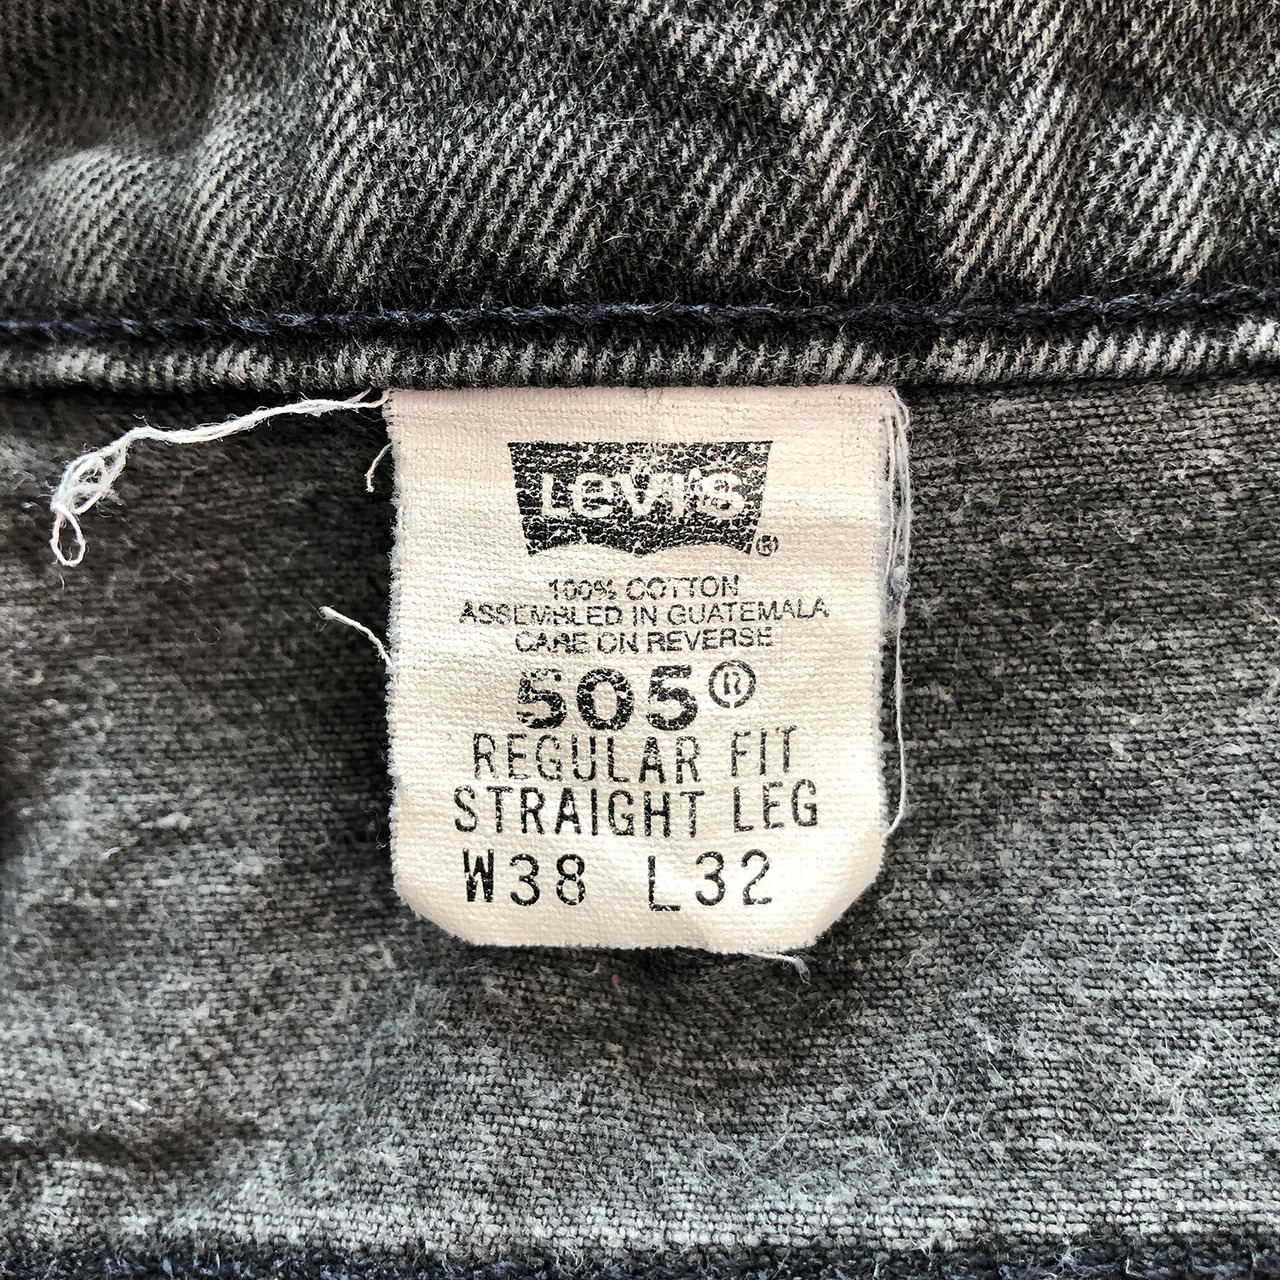 Levi's®
100% COTTON
ASSEMBLED IN GUATEMALA
CARE ON REVERSE
505®
REGULAR FIT
STRAIGHT LEG
W38 L32